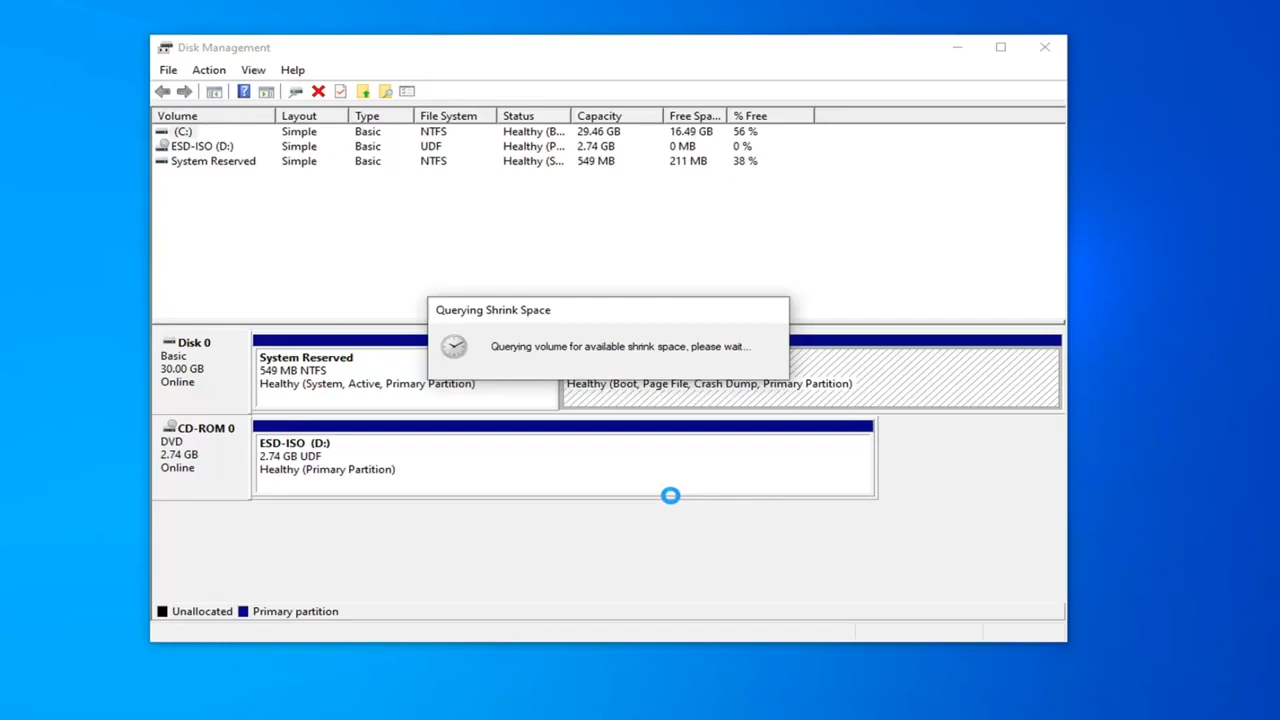 Disk Management
File Action View Help
Volume Layout Type File System Status Capacity Free Spa... % Free
(C:) Simple Basic NTFS Healthy (B... 29.46 GB 16.49 GB 56 %
ESD-ISO (D:) Simple Basic UDF Healthy (P... 2.74 GB 0 MB 0 %
System Reserved Simple Basic NTFS Healthy (S... 549 MB 211 MB 38 %
Querying Shrink Space
Querying volume for available shrink space, please wait...
Disk 0
Basic
30.00 GB
Online
System Reserved
549 MB NTFS
Healthy (System, Active, Primary Partition)
Healthy (Boot, Page File, Crash Dump, Primary Partition)
CD-ROM 0
DVD
2.74 GB
Online
ESD-ISO (D:)
2.74 GB UDF
Healthy (Primary Partition)
Unallocated Primary partition